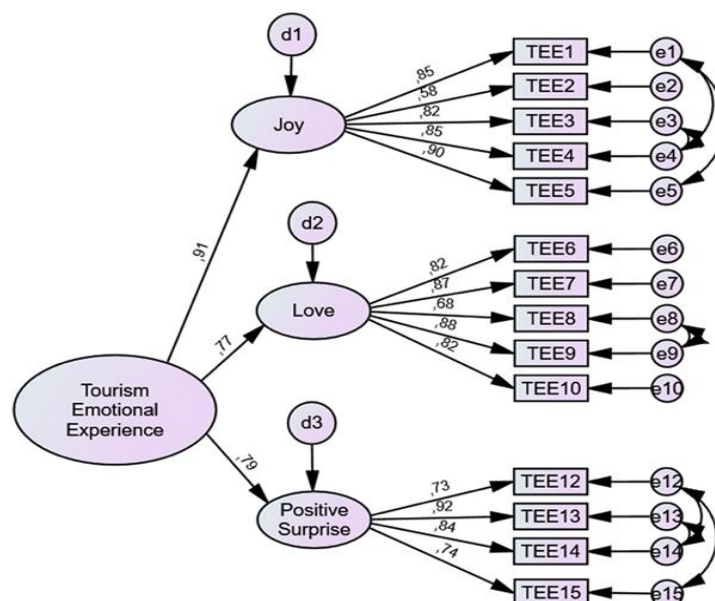 d1
Joy
,85
,58
,82
,85
,90
TEE1
e1
TEE2
e2
TEE3
e3
TEE4
e4
TEE5
e5
,91
d2
Love
,82
,87
,68
,88
,82
TEE6
e6
TEE7
e7
TEE8
e8
TEE9
e9
TEE10
e10
,77
Tourism
Emotional
Experience
,79
d3
Positive
Surprise
,73
,92
,84
,74
TEE12
e12
TEE13
e13
TEE14
e14
TEE15
e15